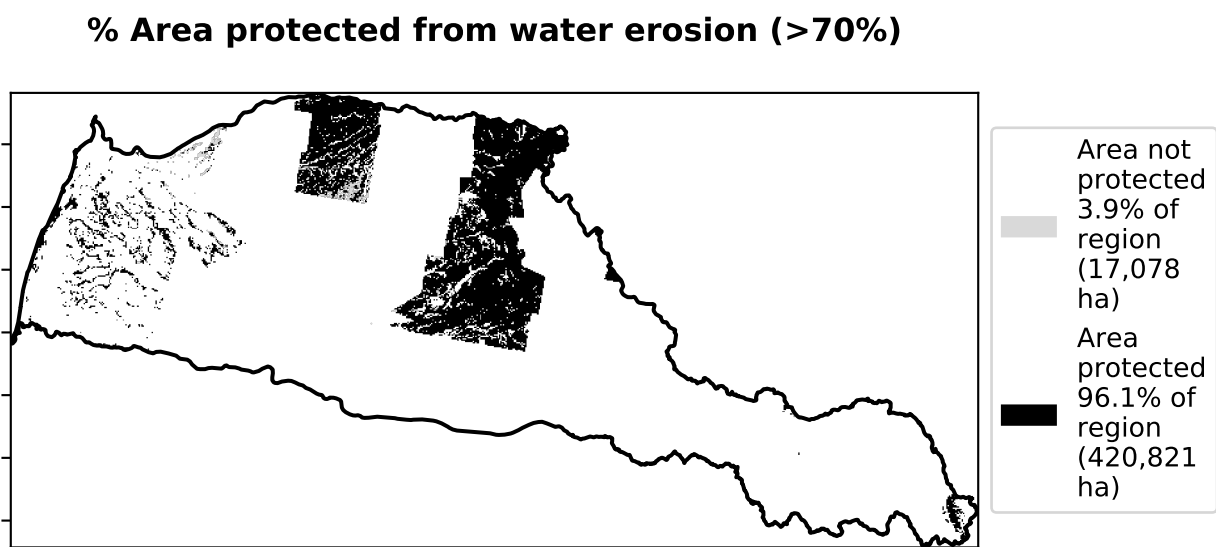 % Area protected from water erosion (>70%)
Area not
protected
3.9% of
region
(17,078
ha)
Area
protected
96.1% of
region
(420,821
ha)